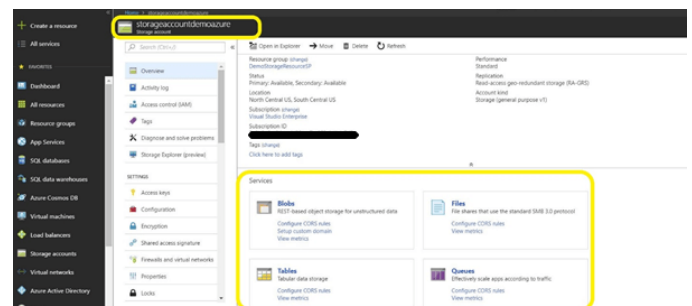 Home > storageaccountdemoazure
storageaccountdemoazure
Storage account
Create a resource
All services
FAVORITES
Dashboard
All resources
Resource groups
App Services
SQL databases
SQL data warehouses
Azure Cosmos DB
Virtual machines
Load balancers
Storage accounts
Virtual networks
Azure Active Directory
Search (Ctrl+/)
Overview
Activity log
Access control (IAM)
Tags
Diagnose and solve problems
Storage Explorer (preview)
SETTINGS
Access keys
Configuration
Encryption
Shared access signature
Firewalls and virtual networks
Properties
Locks
Open in Explorer Move Delete Refresh
Resource group (change)
DemoStorageResourceSP
Status
Primary: Available, Secondary: Available
Location
North Central US, South Central US
Subscription (change)
Visual Studio Enterprise
Subscription ID
Tags (change)
Click here to add tags
Performance
Standard
Replication
Read-access geo-redundant storage (RA-GRS)
Account kind
Storage (general purpose v1)
Services
Blobs
REST-based object storage for unstructured data
Configure CORS rules
Setup custom domain
View metrics
Files
File shares that use the standard SMB 3.0 protocol
Configure CORS rules
View metrics
Tables
Tabular data storage
Configure CORS rules
View metrics
Queues
Effectively scale apps according to traffic
Configure CORS rules
View metrics